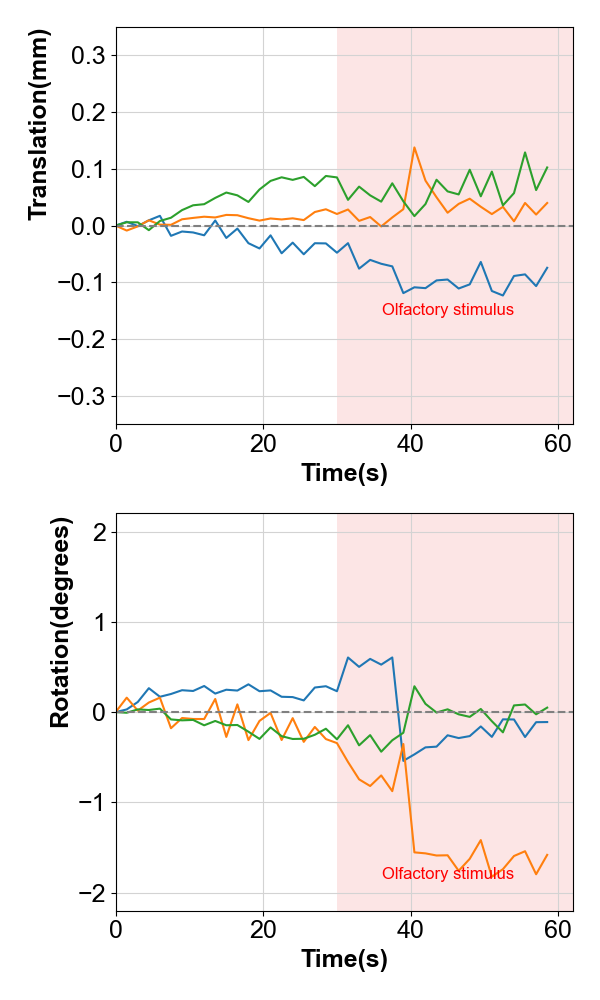 Translation(mm)
0.3
0.2
0.1
0.0
−0.1
−0.2
−0.3
Olfactory stimulus
0 20 40 60
Time(s)
Rotation(degrees)
2
1
0
−1
−2
Olfactory stimulus
0 20 40 60
Time(s)